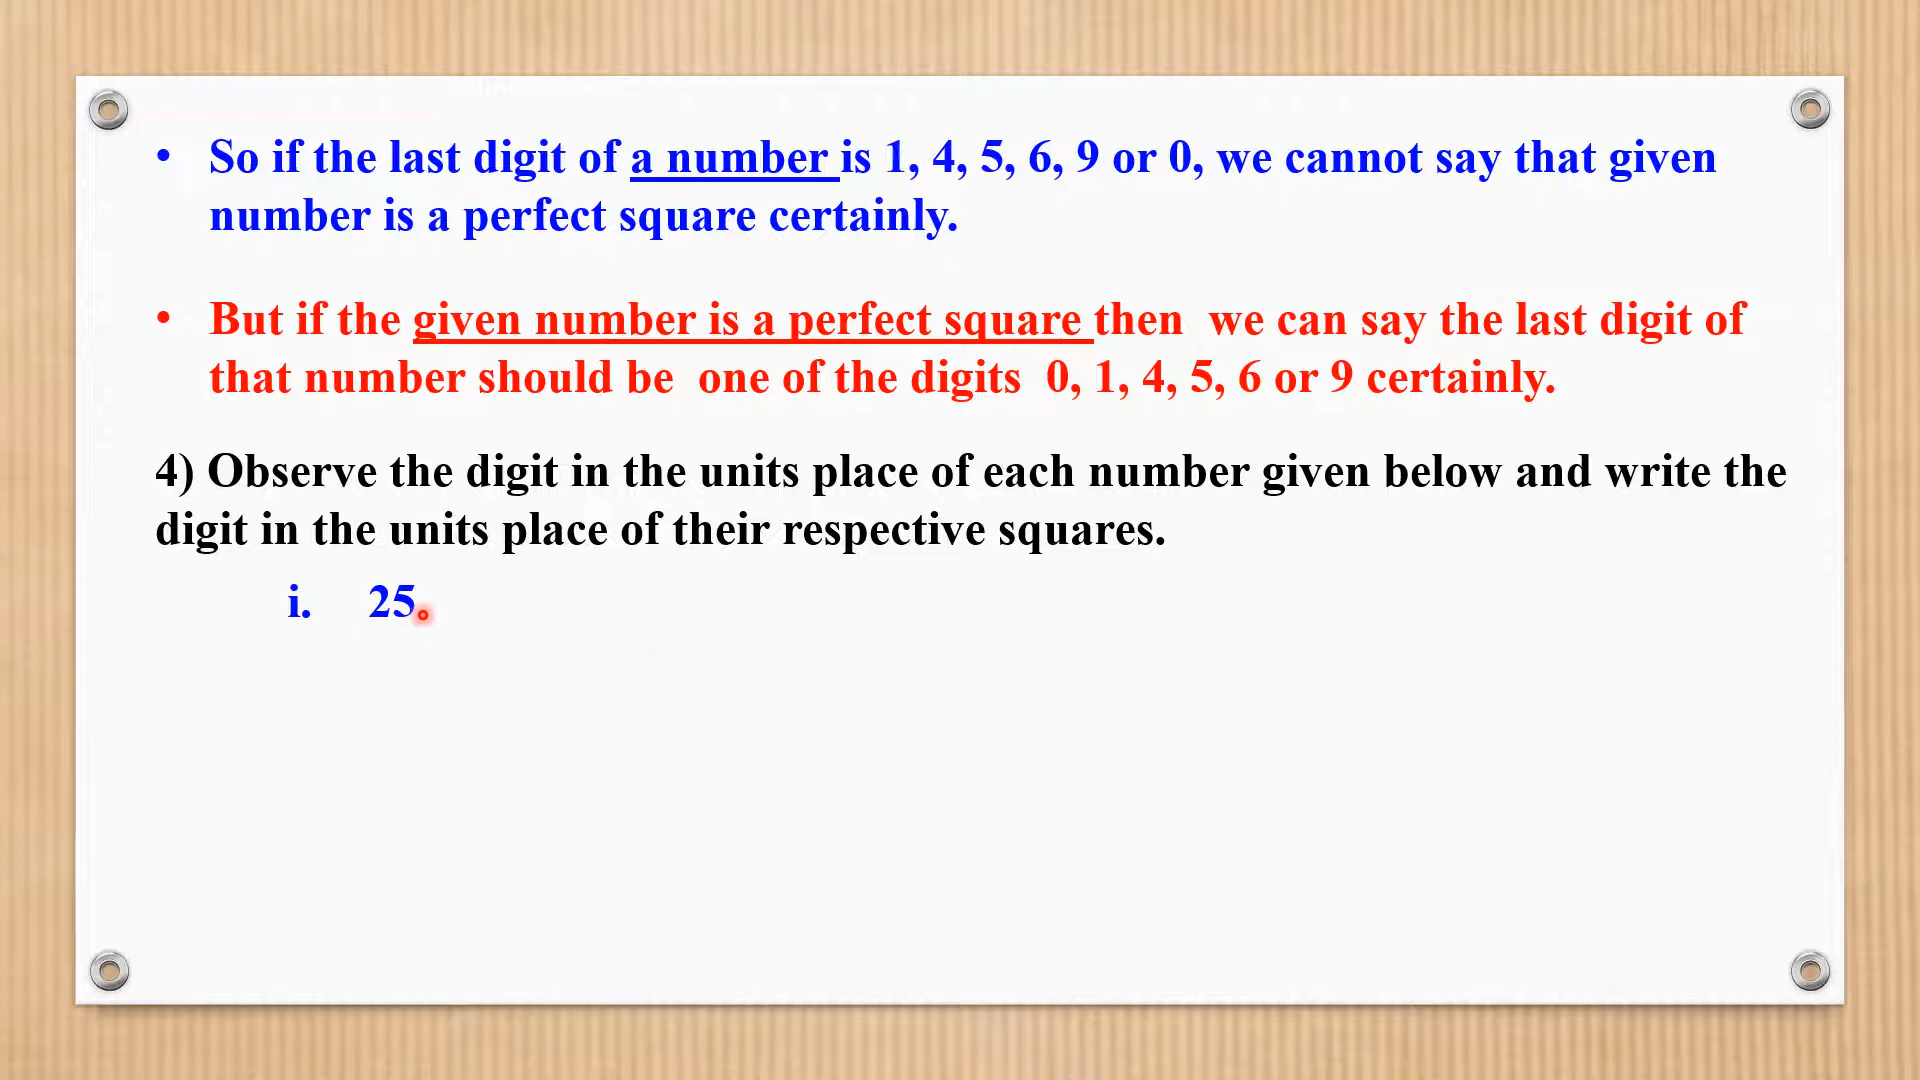 • So if the last digit of a number is 1, 4, 5, 6, 9 or 0, we cannot say that given
number is a perfect square certainly.
• But if the given number is a perfect square then we can say the last digit of
that number should be one of the digits 0, 1, 4, 5, 6 or 9 certainly.
4) Observe the digit in the units place of each number given below and write the
digit in the units place of their respective squares.
i. 25